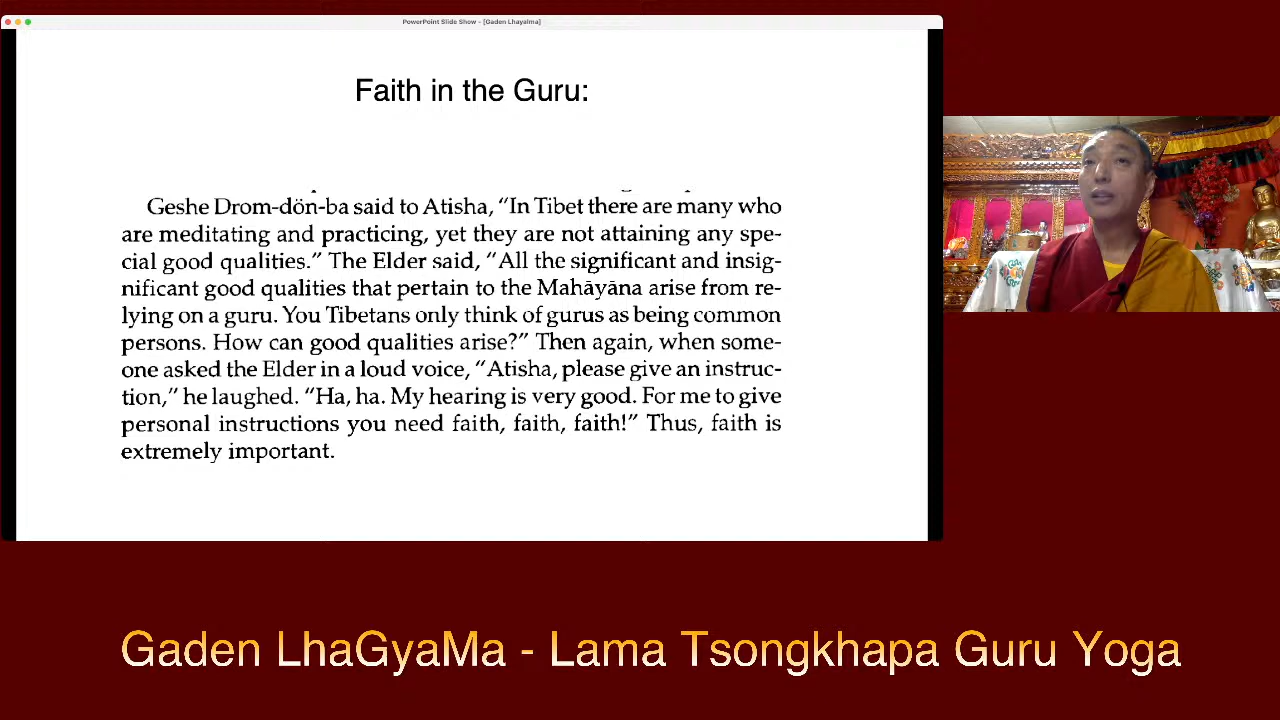 PowerPoint Slide Show - [Gaden Lhayalma]
Faith in the Guru:
Geshe Drom-dön-ba said to Atisha, “In Tibet there are many who
are meditating and practicing, yet they are not attaining any spe-
cial good qualities.” The Elder said, “All the significant and insig-
nificant good qualities that pertain to the Mahāyāna arise from re-
lying on a guru. You Tibetans only think of gurus as being common
persons. How can good qualities arise?” Then again, when some-
one asked the Elder in a loud voice, “Atisha, please give an instruc-
tion,” he laughed. “Ha, ha. My hearing is very good. For me to give
personal instructions you need faith, faith, faith!” Thus, faith is
extremely important.
Gaden LhaGyaMa - Lama Tsongkhapa Guru Yoga